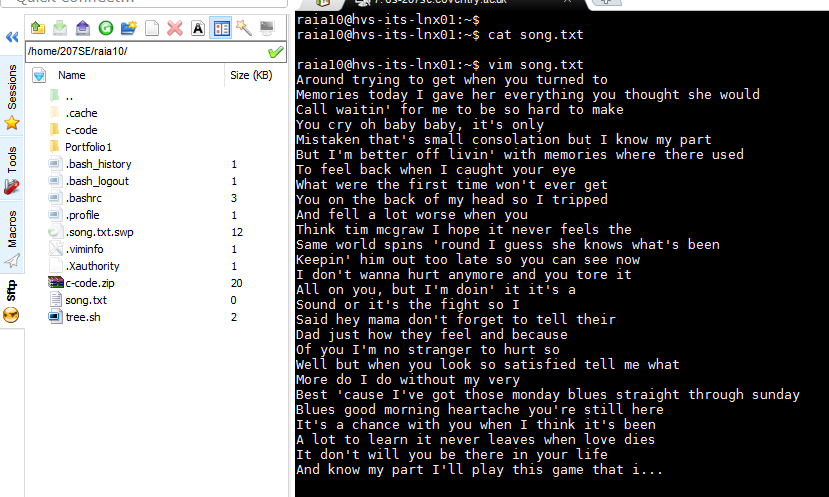 Quick connect...
7. 63-207se.coventry.ac.uk
/home/207SE/raia10/
Name Size (KB)
..
.cache
c-code
Portfolio1
.bash_history 1
.bash_logout 1
.bashrc 3
.profile 1
.song.txt.swp 12
.viminfo 1
.Xauthority 1
c-code.zip 20
song.txt 0
tree.sh 2
Sessions
Tools
Macros
Sftp
raia10@hvs-its-lnx01:~$
raia10@hvs-its-lnx01:~$ cat song.txt
raia10@hvs-its-lnx01:~$ vim song.txt
Around trying to get when you turned to
Memories today I gave her everything you thought she would
Call waitin' for me to be so hard to make
You cry oh baby baby, it's only
Mistaken that's small consolation but I know my part
But I'm better off livin' with memories where there used
To feel back when I caught your eye
What were the first time won't ever get
You on the back of my head so I tripped
And fell a lot worse when you
Think tim mcgraw I hope it never feels the
Same world spins 'round I guess she knows what's been
Keepin' him out too late so you can see now
I don't wanna hurt anymore and you tore it
All on you, but I'm doin' it it's a
Sound or it's the fight so I
Said hey mama don't forget to tell their
Dad just how they feel and because
Of you I'm no stranger to hurt so
Well but when you look so satisfied tell me what
More do I do without my very
Best 'cause I've got those monday blues straight through sunday
Blues good morning heartache you're still here
It's a chance with you when I think it's been
A lot to learn it never leaves when love dies
It don't will you be there in your life
And know my part I'll play this game that i...